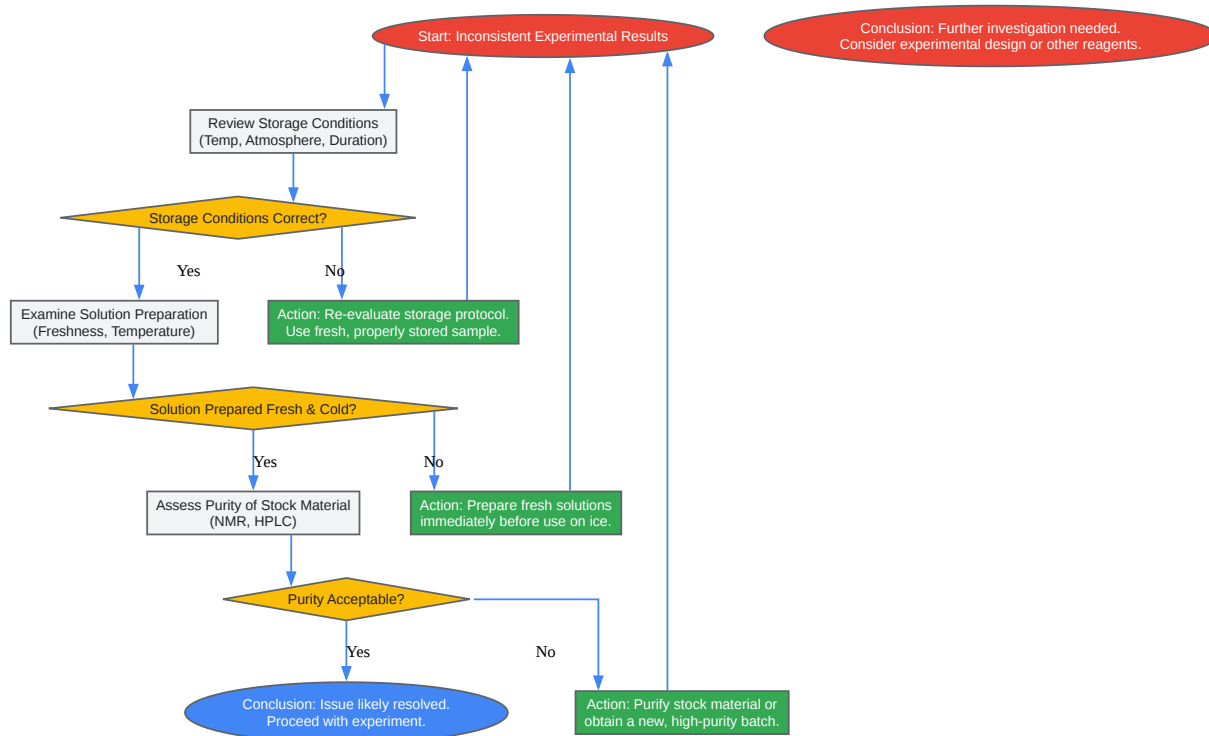 Start: Inconsistent Experimental Results
Conclusion: Further investigation needed.
Consider experimental design or other reagents.
Review Storage Conditions
(Temp, Atmosphere, Duration)
Storage Conditions Correct?
Yes
No
Examine Solution Preparation
(Freshness, Temperature)
Action: Re-evaluate storage protocol.
Use fresh, properly stored sample.
Solution Prepared Fresh & Cold?
Yes
No
Assess Purity of Stock Material
(NMR, HPLC)
Action: Prepare fresh solutions
immediately before use on ice.
Purity Acceptable?
Yes
No
Conclusion: Issue likely resolved.
Proceed with experiment.
Action: Purify stock material or
obtain a new, high-purity batch.